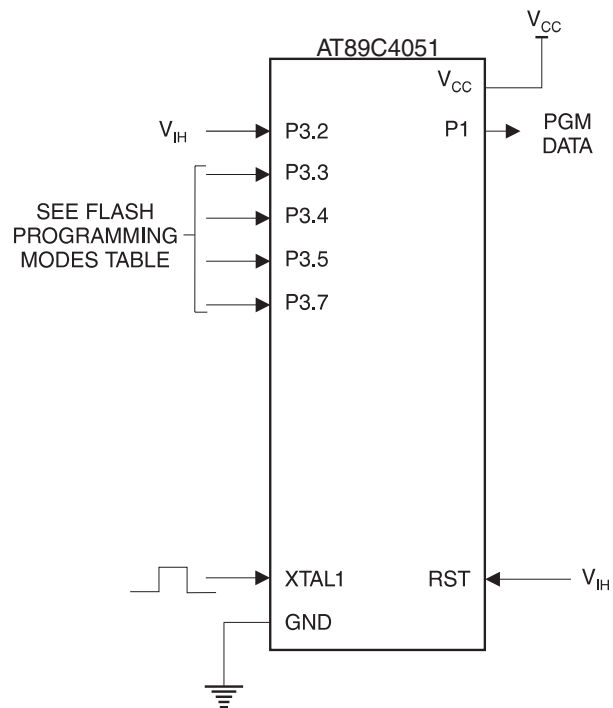 AT89C4051
VCC
VCC
VIH
P3.2
P1
PGM
DATA
P3.3
SEE FLASH
PROGRAMMING
MODES TABLE
P3.4
P3.5
P3.7
XTAL1
RST
VIH
GND